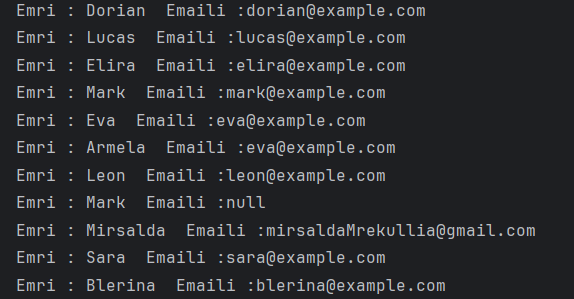 Emri : Dorian  Emaili :dorian@example.com
Emri : Lucas  Emaili :lucas@example.com
Emri : Elira  Emaili :elira@example.com
Emri : Mark  Emaili :mark@example.com
Emri : Eva  Emaili :eva@example.com
Emri : Armela  Emaili :eva@example.com
Emri : Leon  Emaili :leon@example.com
Emri : Mark  Emaili :null
Emri : Mirsalda  Emaili :mirsaldaMrekullia@gmail.com
Emri : Sara  Emaili :sara@example.com
Emri : Blerina  Emaili :blerina@example.com